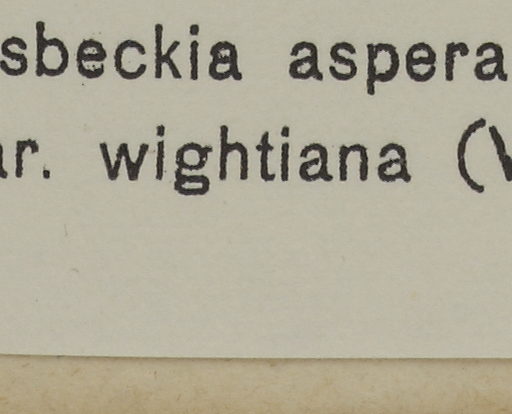 sbeckia aspera
ar. wightiana (